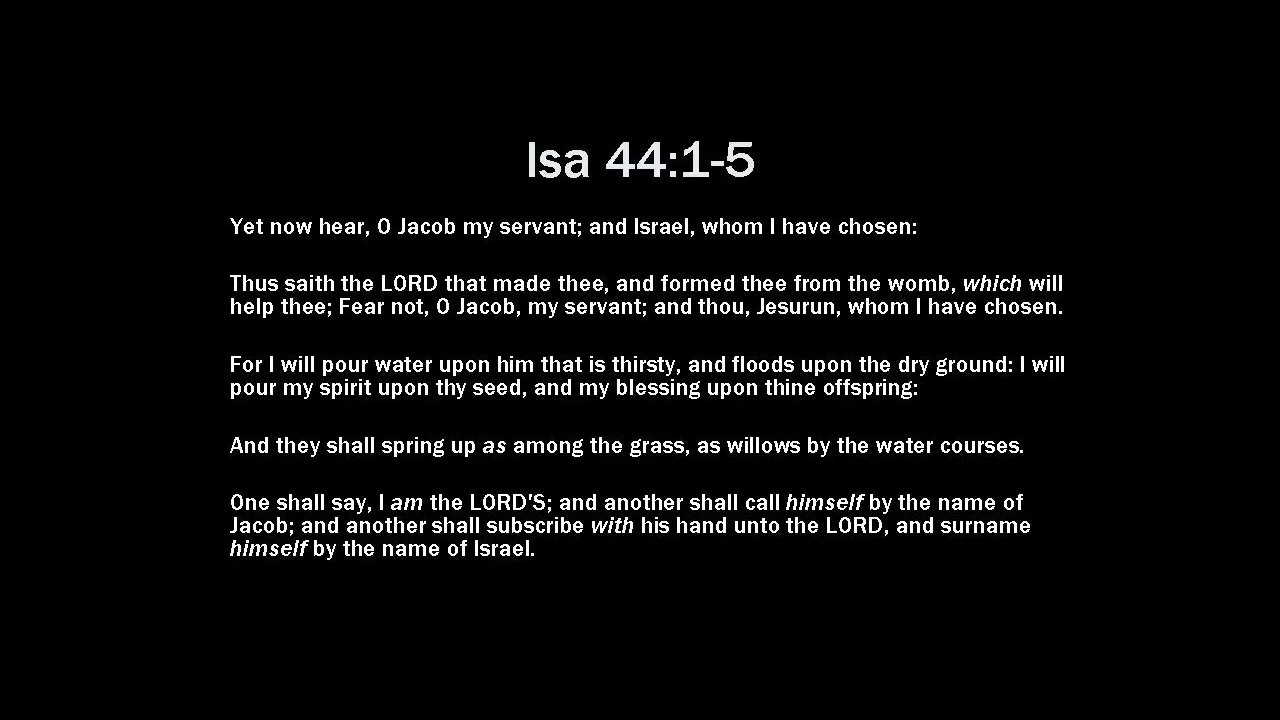 Isa 44:1-5
Yet now hear, O Jacob my servant; and Israel, whom I have chosen:
Thus saith the LORD that made thee, and formed thee from the womb, which will
help thee; Fear not, O Jacob, my servant; and thou, Jesurun, whom I have chosen.
For I will pour water upon him that is thirsty, and floods upon the dry ground: I will
pour my spirit upon thy seed, and my blessing upon thine offspring:
And they shall spring up as among the grass, as willows by the water courses.
One shall say, I am the LORD'S; and another shall call himself by the name of
Jacob; and another shall subscribe with his hand unto the LORD, and surname
himself by the name of Israel.